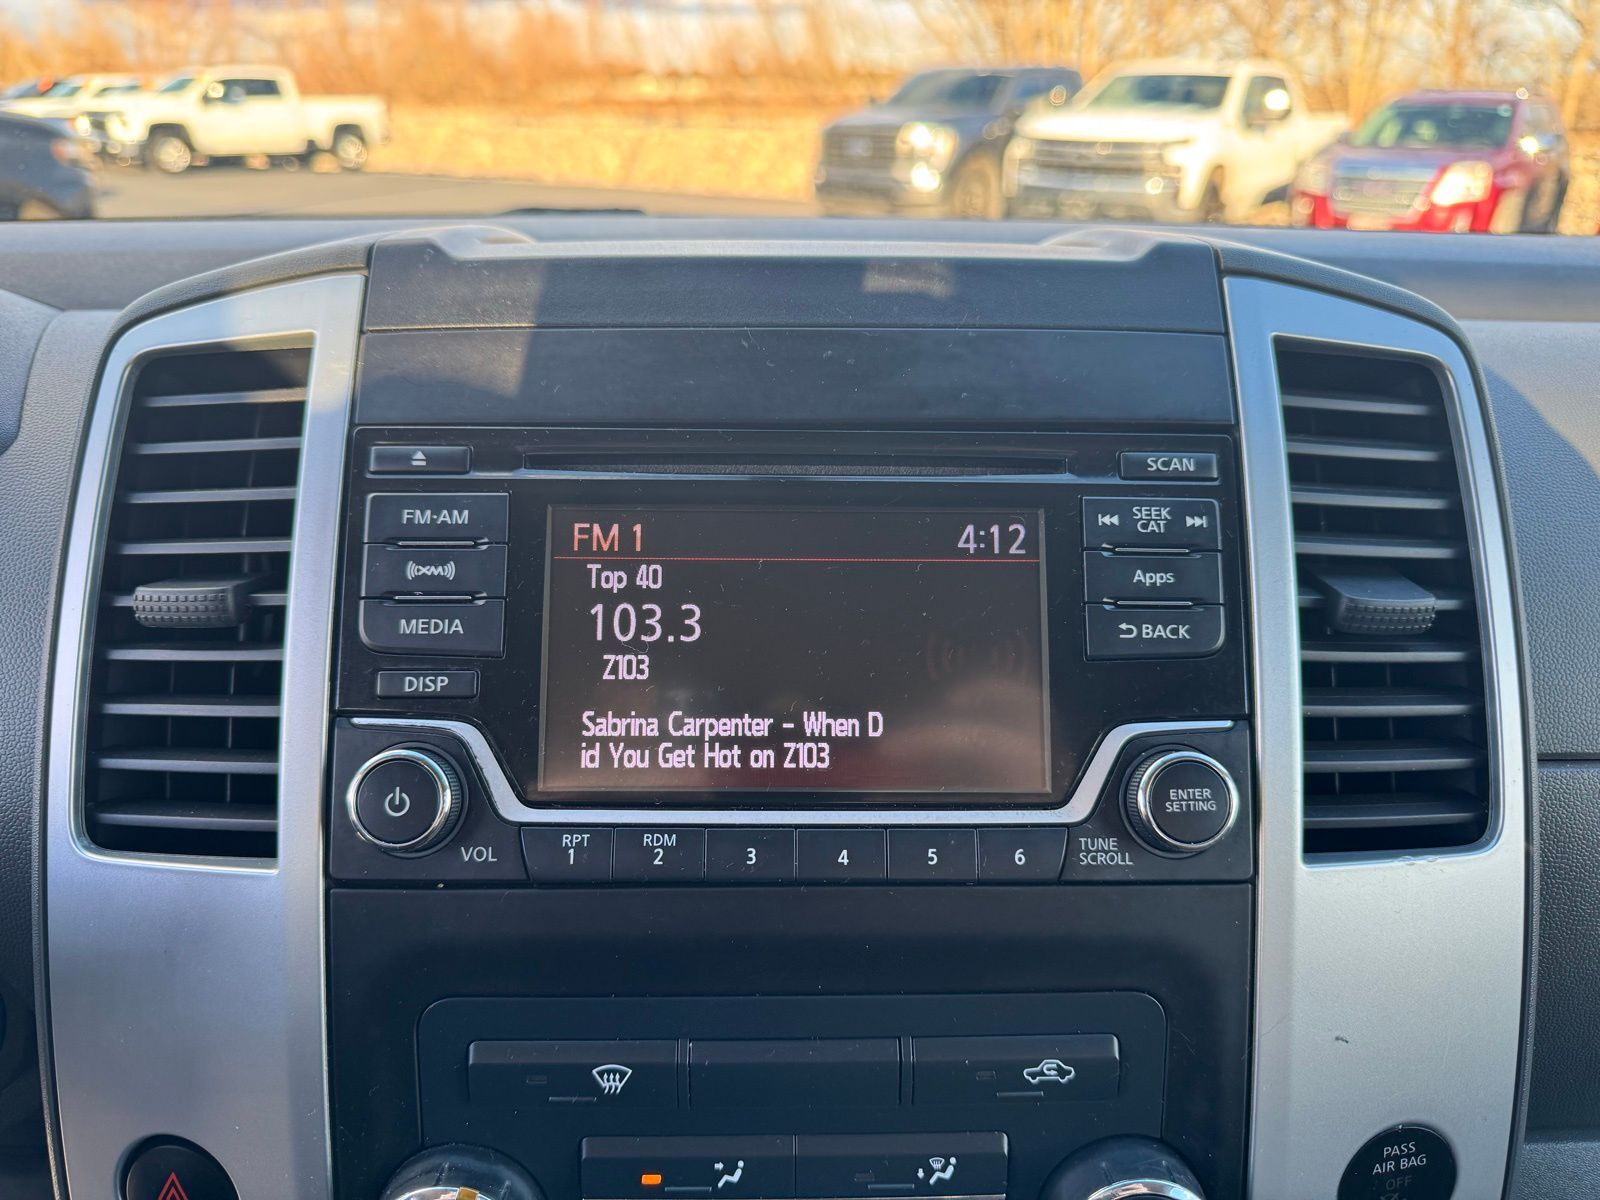 SCAN
FM·AM
SEEK
CAT
XM
Apps
MEDIA
BACK
DISP
FM 1 4:12
Top 40
103.3
Z103
Sabrina Carpenter - When D
id You Get Hot on Z103
ENTER
SETTING
VOL
RPT
1
RDM
2
3
4
5
6
TUNE
SCROLL
PASS
AIR BAG
OFF